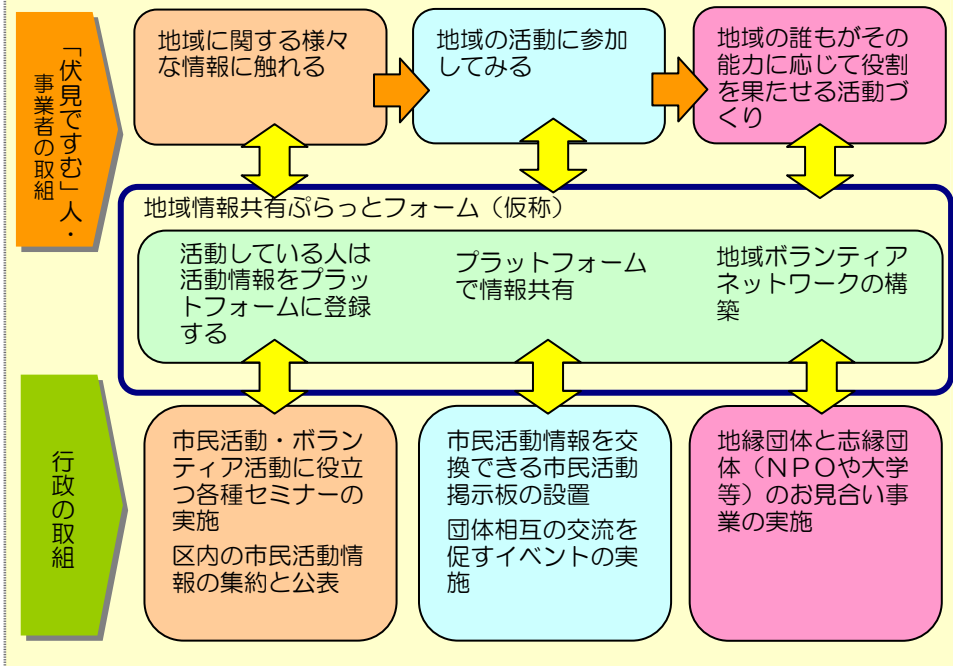 「伏見ですむ」人・
事業者の取組
地域に関する様々
な情報に触れる
地域の活動に参加
してみる
地域の誰もがその
能力に応じて役割
を果たせる活動づ
くり
地域情報共有ぷらっとフォーム（仮称）
活動している人は
活動情報をプラッ
トフォームに登録
する
プラットフォーム
で情報共有
地域ボランティア
ネットワークの構
築
行政の取組
市民活動・ボラン
ティア活動に役立
つ各種セミナーの
実施
区内の市民活動情
報の集約と公表
市民活動情報を交
換できる市民活動
掲示板の設置
団体相互の交流を
促すイベントの実
施
地縁団体と志縁団
体（ＮＰＯや大学
等）のお見合い事
業の実施